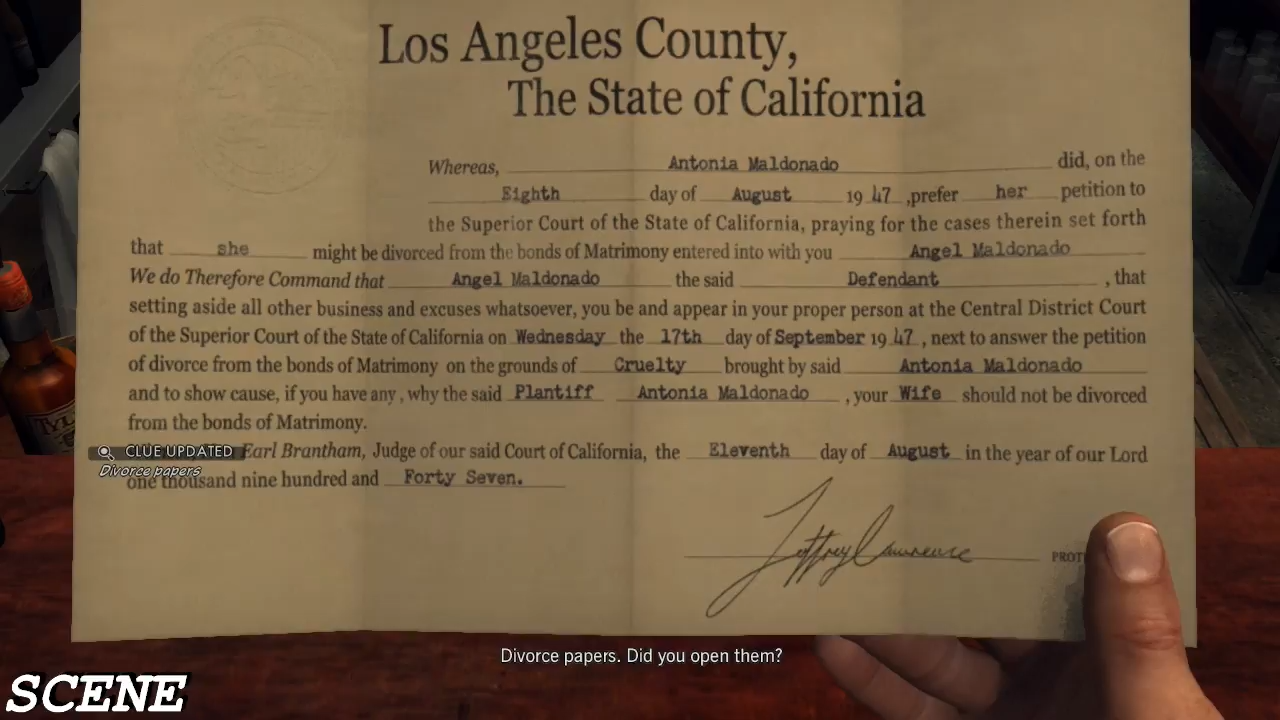 Los Angeles County,
The State of California
Whereas, Antonia Maldonado did, on the
Eighth day of August 19 47 ,prefer her petition to
the Superior Court of the State of California, praying for the cases therein set forth
that she might be divorced from the bonds of Matrimony entered into with you Angel Maldonado
We do Therefore Command that Angel Maldonado the said Defendant , that
setting aside all other business and excuses whatsoever, you be and appear in your proper person at the Central District Court
of the Superior Court of the State of California on Wednesday the 17th day of September 19 47 , next to answer the petition
of divorce from the bonds of Matrimony on the grounds of Cruelty brought by said Antonia Maldonado
and to show cause, if you have any , why the said Plantiff Antonia Maldonado , your Wife should not be divorced
from the bonds of Matrimony.
CLUE UPDATED
Earl Brantham, Judge of our said Court of California, the Eleventh day of August in the year of our Lord
Divorce papers
one thousand nine hundred and Forty Seven.
Jeffrey Lawrence
PROT
TYL
Divorce papers. Did you open them?
SCENE